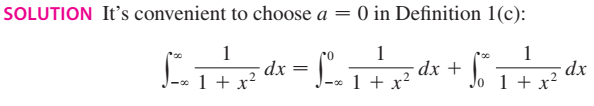 SOLUTION It's convenient to choose a = 0 in Definition 1(c):
∫_{-∞}^{∞} 1/(1 + x²) dx = ∫_{-∞}^{0} 1/(1 + x²) dx + ∫_{0}^{∞} 1/(1 + x²) dx